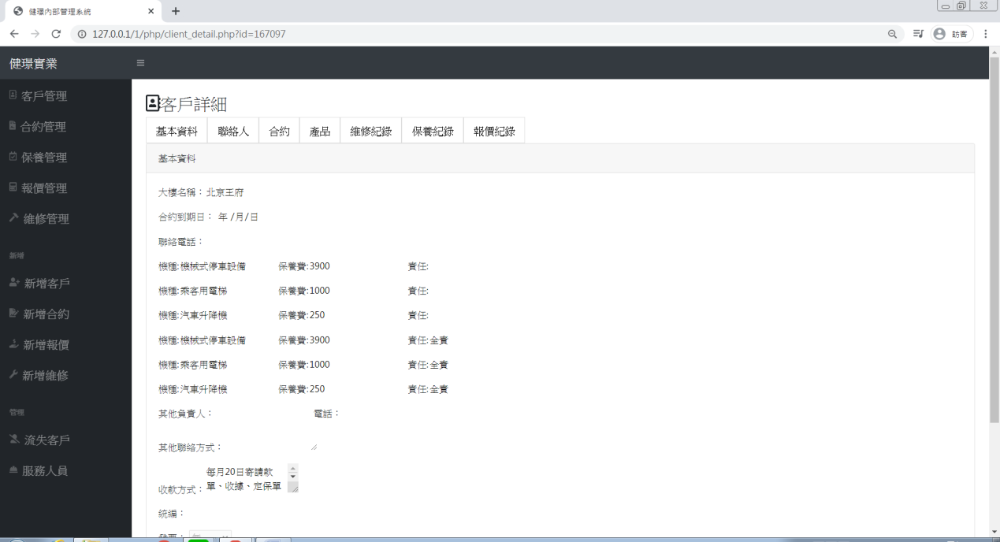 健璟內部管理系統
127.0.0.1/1/php/client_detail.php?id=167097
訪客
健璟實業
客戶管理
合約管理
保養管理
報價管理
維修管理
新增
新增客戶
新增合約
新增報價
新增維修
管理
流失客戶
服務人員
客戶詳細
基本資料 聯絡人 合約 產品 維修紀錄 保養紀錄 報價紀錄
基本資料
大樓名稱：北京王府
合約到期日： 年 /月/日
聯絡電話：
機種:機械式停車設備 保養費:3900 責任:
機種:乘客用電梯 保養費:1000 責任:
機種:汽車升降機 保養費:250 責任:
機種:機械式停車設備 保養費:3900 責任:全責
機種:乘客用電梯 保養費:1000 責任:全責
機種:汽車升降機 保養費:250 責任:全責
其他負責人： 電話：
其他聯絡方式：
每月20日寄請款
單、收據、定保單
收款方式：
統編：